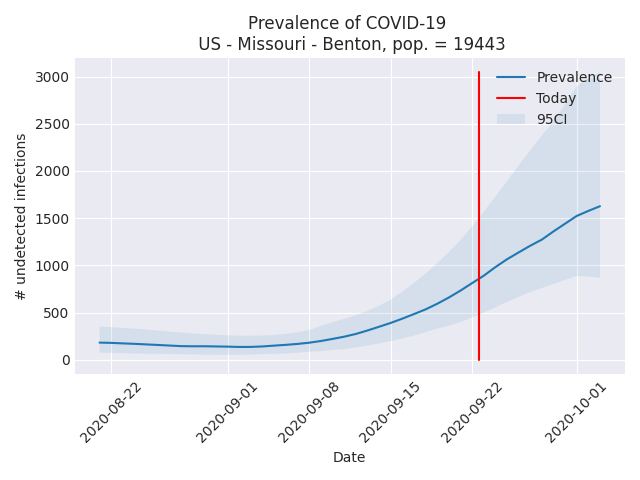 Prevalence of COVID-19
US - Missouri - Benton, pop. = 19443
Prevalence
Today
95CI
# undetected infections
3000
2500
2000
1500
1000
500
0
2020-08-22
2020-09-01
2020-09-08
2020-09-15
2020-09-22
2020-10-01
Date